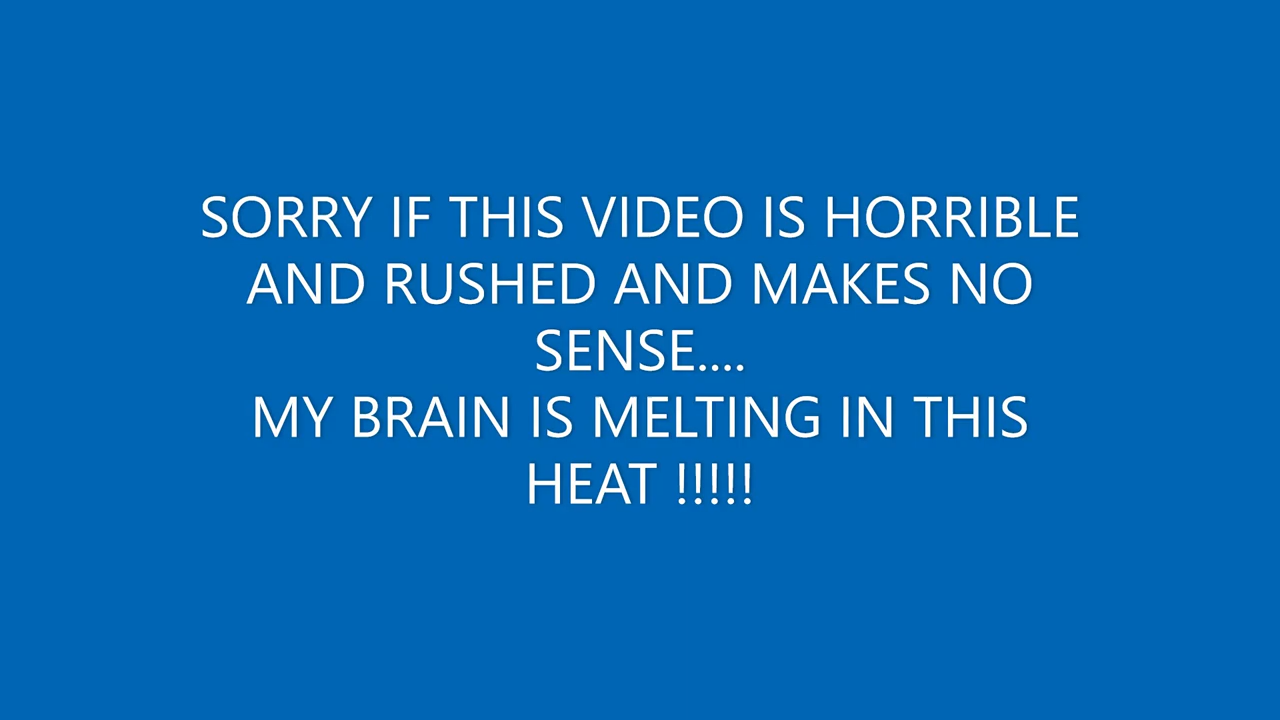 SORRY IF THIS VIDEO IS HORRIBLE
AND RUSHED AND MAKES NO
SENSE....
MY BRAIN IS MELTING IN THIS
HEAT !!!!!